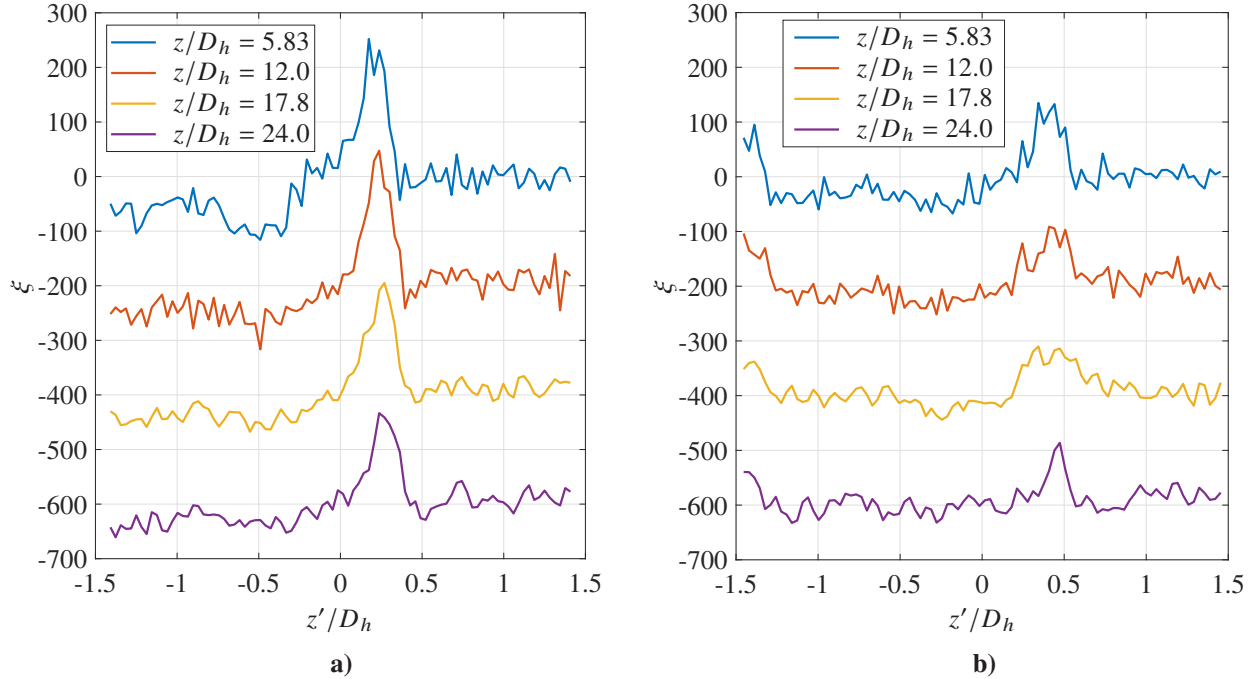 300
200
100
0
-100
-200
-300
-400
-500
-600
-700
ξ
z/D_h = 5.83
z/D_h = 12.0
z/D_h = 17.8
z/D_h = 24.0
-1.5 -1 -0.5 0 0.5 1 1.5
z′/D_h
a)
300
200
100
0
-100
-200
-300
-400
-500
-600
-700
ξ
z/D_h = 5.83
z/D_h = 12.0
z/D_h = 17.8
z/D_h = 24.0
-1.5 -1 -0.5 0 0.5 1 1.5
z′/D_h
b)